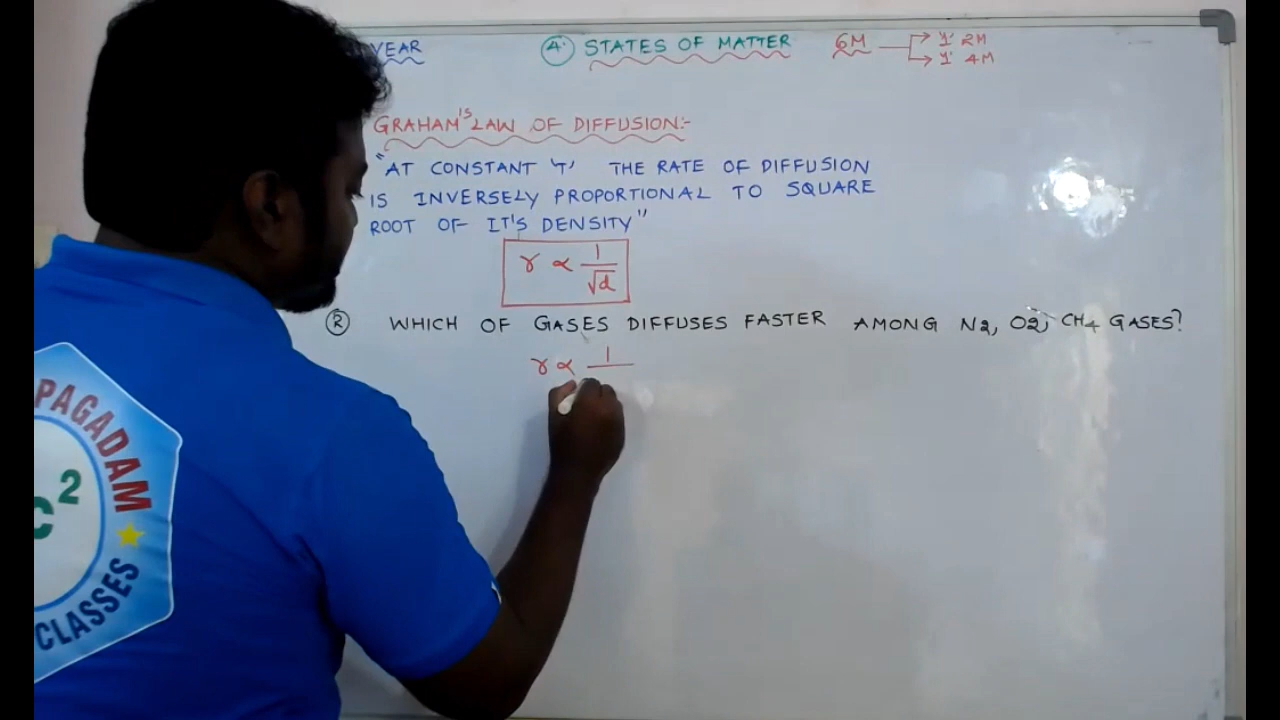 YEAR
4. STATES OF MATTER 6M → 1' 2M
→ 1' 4M
GRAHAM'S LAW OF DIFFUSION:-
"AT CONSTANT 'T' THE RATE OF DIFFUSION
IS INVERSELY PROPORTIONAL TO SQUARE
ROOT OF IT'S DENSITY"
r ∝ 1/√d
2 WHICH OF GASES DIFFUSES FASTER AMONG N2, O2, CH4 GASES?
r ∝ 1
PAGADAM
C2
CLASSES